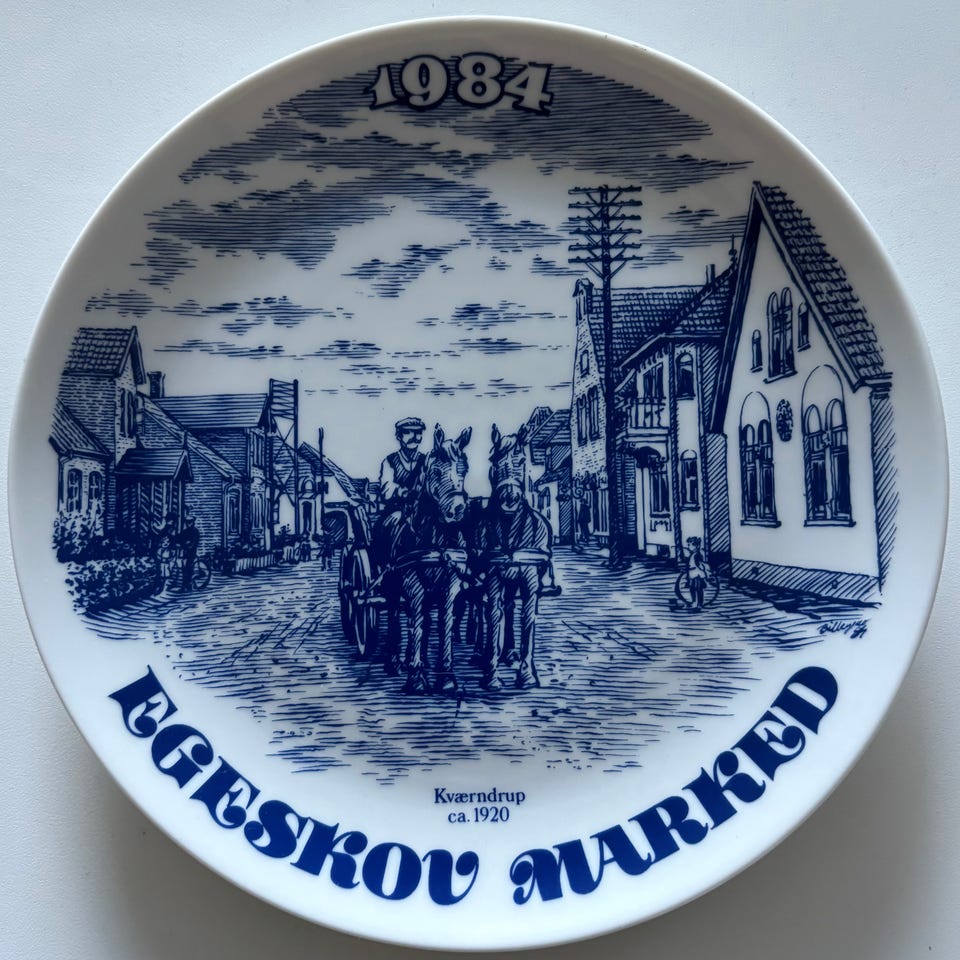 1984
Kværndrup
ca. 1920
EGESKOV MARKED